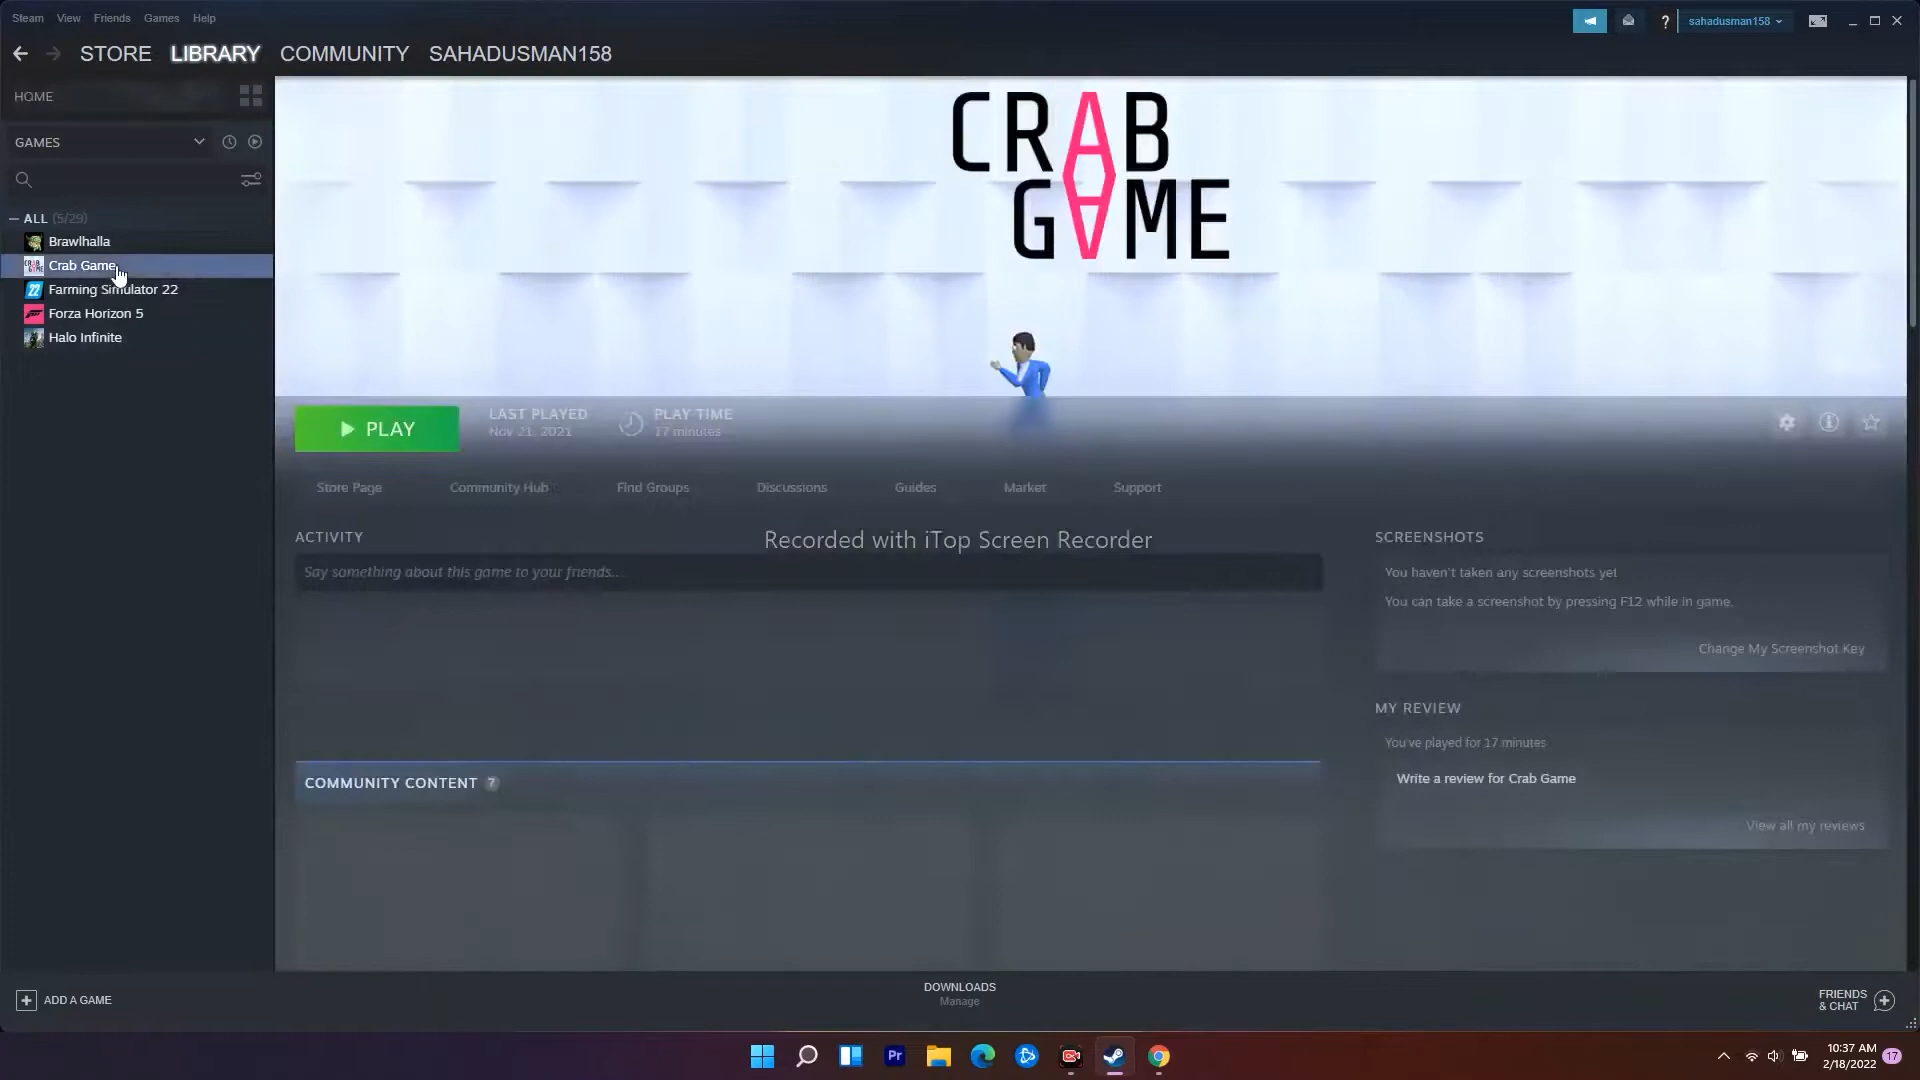 Steam View Friends Games Help
sahadusman158
STORE LIBRARY COMMUNITY SAHADUSMAN158
HOME
GAMES
ALL (5/29)
Brawlhalla
Crab Game
Farming Simulator 22
Forza Horizon 5
Halo Infinite
CRAB
GAME
PLAY
LAST PLAYED
Nov 21, 2021
PLAY TIME
17 minutes
Store Page Community Hub Find Groups Discussions Guides Market Support
ACTIVITY
Say something about this game to your friends...
Recorded with iTop Screen Recorder
COMMUNITY CONTENT 7
SCREENSHOTS
You haven't taken any screenshots yet
You can take a screenshot by pressing F12 while in game.
Change My Screenshot Key
MY REVIEW
You've played for 17 minutes
Write a review for Crab Game
View all my reviews
ADD A GAME
DOWNLOADS
Manage
FRIENDS
& CHAT
Pr
10:37 AM
2/18/2022
17